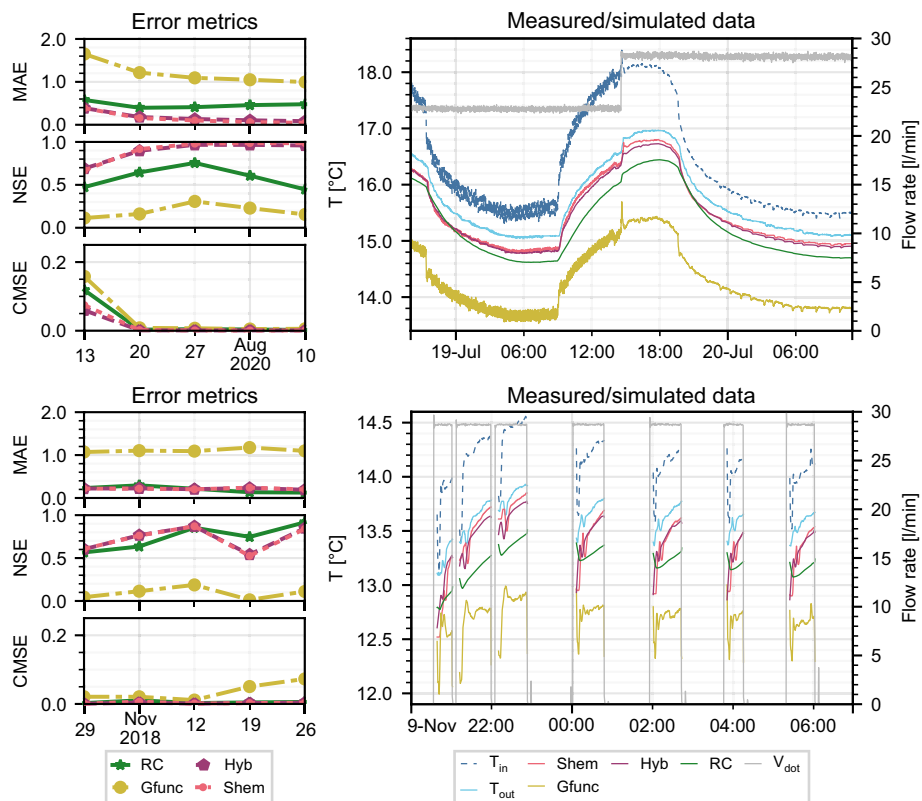 Error metrics
Measured/simulated data
MAE
2.0
1.0
0.0
NSE
1.0
0.5
0.0
CMSE
0.2
0.0
13
20
27
Aug
2020
10
T [°C]
18.0
17.0
16.0
15.0
14.0
19-Jul
06:00
12:00
18:00
20-Jul
06:00
30
25
20
15
10
5
0
Flow rate [l/min]
Error metrics
Measured/simulated data
MAE
2.0
1.0
0.0
NSE
1.0
0.5
0.0
CMSE
0.2
0.0
29
Nov
2018
12
19
26
T [°C]
14.5
14.0
13.5
13.0
12.5
12.0
9-Nov
22:00
00:00
02:00
04:00
06:00
30
25
20
15
10
5
0
Flow rate [l/min]
RC
Hyb
Gfunc
Shem
T_in
Shem
Hyb
RC
V_dot
T_out
Gfunc